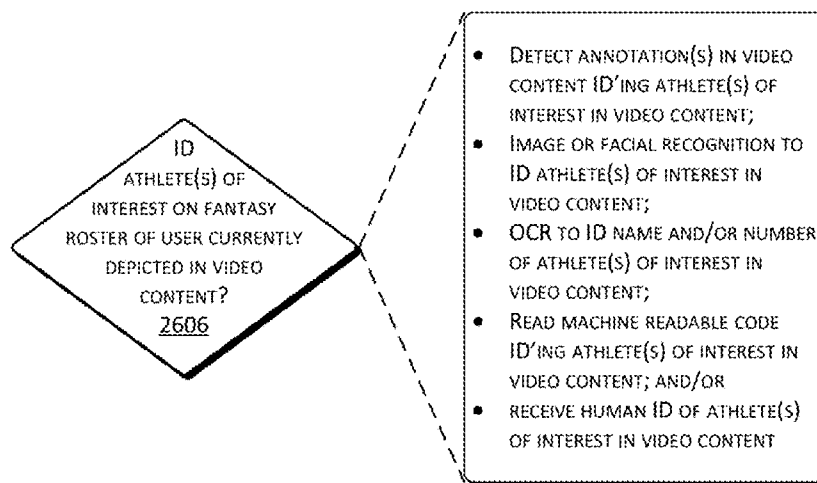 ID
ATHLETE(S) OF
INTEREST ON FANTASY
ROSTER OF USER CURRENTLY
DEPICTED IN VIDEO
CONTENT?
2606
• DETECT ANNOTATION(S) IN VIDEO
CONTENT ID'ING ATHLETE(S) OF
INTEREST IN VIDEO CONTENT;
• IMAGE OR FACIAL RECOGNITION TO
ID ATHLETE(S) OF INTEREST IN
VIDEO CONTENT;
• OCR TO ID NAME AND/OR NUMBER
OF ATHLETE(S) OF INTEREST IN
VIDEO CONTENT;
• READ MACHINE READABLE CODE
ID'ING ATHLETE(S) OF INTEREST IN
VIDEO CONTENT; AND/OR
• RECEIVE HUMAN ID OF ATHLETE(S)
OF INTEREST IN VIDEO CONTENT